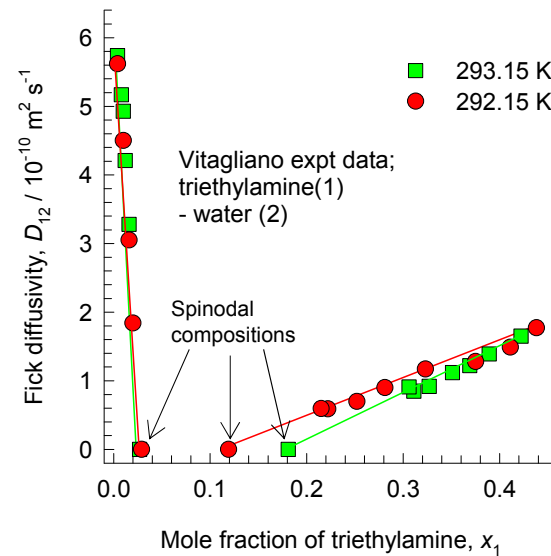 6
5
4
3
2
1
0
0.0 0.1 0.2 0.3 0.4
Fick diffusivity, D12 / 10-10 m2 s-1
Mole fraction of triethylamine, x1
293.15 K
292.15 K
Vitagliano expt data;
triethylamine(1)
- water (2)
Spinodal
compositions